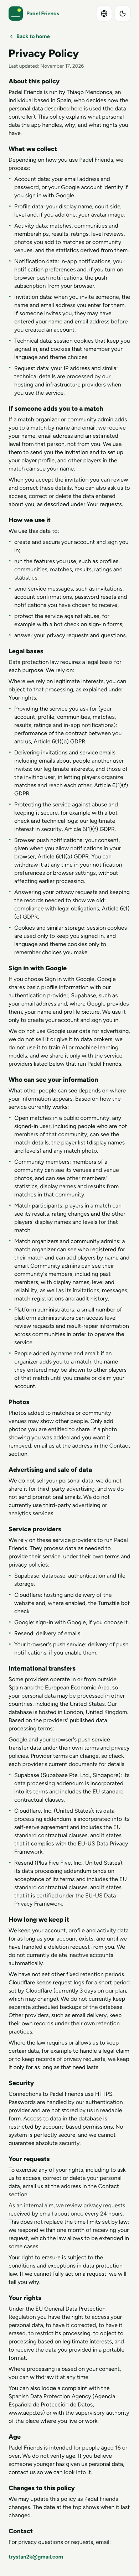 Padel Friends
Back to home
Privacy Policy
Last updated: November 17, 2026.
About this policy
Padel Friends is run by Thiago Mendonça, an
individual based in Spain, who decides how the
personal data described here is used (the data
controller). This policy explains what personal
data the app handles, why, and what rights you
have.
What we collect
Depending on how you use Padel Friends, we
process:
• Account data: your email address and
password, or your Google account identity if
you sign in with Google.
• Profile data: your display name, court side,
level and, if you add one, your avatar image.
• Activity data: matches, communities and
memberships, results, ratings, level reviews,
photos you add to matches or community
venues, and the statistics derived from them.
• Notification data: in-app notifications, your
notification preferences and, if you turn on
browser push notifications, the push
subscription from your browser.
• Invitation data: when you invite someone, the
name and email address you enter for them.
If someone invites you, they may have
entered your name and email address before
you created an account.
• Technical data: session cookies that keep you
signed in, and cookies that remember your
language and theme choices.
• Request data: your IP address and similar
technical details processed by our
hosting and infrastructure providers when
you use the service.
If someone adds you to a match
If a match organizer or community admin adds
you to a match by name and email, we receive
your name, email address and an estimated
level from that person, not from you. We use
them to send you the invitation and to set up
your player profile, and other players in the
match can see your name.
When you accept the invitation you can review
and correct these details. You can also ask us to
access, correct or delete the data entered
about you, as described under Your requests.
How we use it
We use this data to:
• create and secure your account and sign you
in;
• run the features you use, such as profiles,
communities, matches, results, ratings and
statistics;
• send service messages, such as invitations,
account confirmations, password resets and
notifications you have chosen to receive;
• protect the service against abuse, for
example with a bot check on sign-in forms;
• answer your privacy requests and questions.
Legal bases
Data protection law requires a legal basis for
each purpose. We rely on:
Where we rely on legitimate interests, you can
object to that processing, as explained under
Your rights.
• Providing the service you ask for (your
account, profile, communities, matches,
results, ratings and in-app notifications):
performance of the contract between you
and us, Article 6(1)(b) GDPR.
• Delivering invitations and service emails,
including emails about people another user
invites: our legitimate interests, and those of
the inviting user, in letting players organize
matches and reach each other, Article 6(1)(f)
GDPR.
• Protecting the service against abuse and
keeping it secure, for example with a bot
check and technical logs: our legitimate
interest in security, Article 6(1)(f) GDPR.
• Browser push notifications: your consent,
given when you allow notifications in your
browser, Article 6(1)(a) GDPR. You can
withdraw it at any time in your notification
preferences or browser settings, without
affecting earlier processing.
• Answering your privacy requests and keeping
the records needed to show we did:
compliance with legal obligations, Article 6(1)
(c) GDPR.
• Cookies and similar storage: session cookies
are used only to keep you signed in, and
language and theme cookies only to
remember choices you make.
Sign in with Google
If you choose Sign in with Google, Google
shares basic profile information with our
authentication provider, Supabase, such as
your email address and, where Google provides
them, your name and profile picture. We use it
only to create your account and sign you in.
We do not use Google user data for advertising,
we do not sell it or give it to data brokers, we
do not use it to train AI or machine learning
models, and we share it only with the service
providers that process it to run Padel Friends.
Who can see your information
What other people can see depends on where
the information appears. Based on how the
service currently works:
• Open matches in a public community: any
signed-in user, including people who are not
members of that community, can see the
match details, the player list (display names
and levels) and any match photo.
• Community members: members of a
community can see its venues and venue
photos, and can see other members'
statistics, display names and results from
matches in that community.
• Match participants: players in a match can
see its results, rating changes and the other
players' display names and levels for that
match.
• Match organizers and community admins: a
match organizer can see who registered for
their match and can add players by name and
email. Community admins can see their
community's members, including past
members, with display names, level and
reliability, as well as its invitations, messages,
match registrations and audit history.
• Platform administrators: a small number of
platform administrators can access level-
review requests and result-repair information
across communities in order to operate the
service.
• People added by name and email: if an
organizer adds you to a match, the name
they entered may be shown to other players
of that match until you create or claim your
account.
Photos
Photos added to matches or community
venues may show other people. Only add
photos you are entitled to share. If a photo
showing you was added and you want it
removed, email us at the address in the Contact
section.
Advertising and sale of data
We do not sell your personal data, we do not
share it for third-party advertising, and we do
not send promotional emails. We do not
currently use third-party advertising or
analytics services.
Service providers
We rely on these service providers to run Padel
Friends. They process data as needed to
provide their service, under their own terms and
privacy policies:
• Supabase: database, authentication and file
storage.
• Cloudflare: hosting and delivery of the
website and, where enabled, the Turnstile bot
check.
• Google: sign-in with Google, if you choose it.
• Resend: delivery of emails.
• Your browser's push service: delivery of push
notifications, if you enable them.
International transfers
Some providers operate in or from outside
Spain and the European Economic Area, so
your personal data may be processed in other
countries, including the United States. Our
database is hosted in London, United Kingdom.
Based on the providers' published data
processing terms:
Google and your browser's push service
transfer data under their own terms and privacy
policies. Provider terms can change, so check
each provider's current documents for details.
• Supabase (Supabase Pte. Ltd., Singapore): its
data processing addendum is incorporated
into its terms and includes the EU standard
contractual clauses.
• Cloudflare, Inc. (United States): its data
processing addendum is incorporated into its
self-serve agreement and includes the EU
standard contractual clauses, and it states
that it complies with the EU-US Data Privacy
Framework.
• Resend (Plus Five Five, Inc., United States):
its data processing addendum binds on
acceptance of its terms and includes the EU
standard contractual clauses, and it states
that it is certified under the EU-US Data
Privacy Framework.
How long we keep it
We keep your account, profile and activity data
for as long as your account exists, and until we
have handled a deletion request from you. We
do not currently delete inactive accounts
automatically.
We have not set other fixed retention periods.
Cloudflare keeps request logs for a short period
set by Cloudflare (currently 3 days on our plan,
which may change). We do not currently keep
separate scheduled backups of the database.
Other providers, such as email delivery, keep
their own records under their own retention
practices.
Where the law requires or allows us to keep
certain data, for example to handle a legal claim
or to keep records of privacy requests, we keep
it only for as long as that need lasts.
Security
Connections to Padel Friends use HTTPS.
Passwords are handled by our authentication
provider and are not stored by us in readable
form. Access to data in the database is
restricted by account-based permissions. No
system is perfectly secure, and we cannot
guarantee absolute security.
Your requests
To exercise any of your rights, including to ask
us to access, correct or delete your personal
data, email us at the address in the Contact
section.
As an interim aim, we review privacy requests
received by email about once every 24 hours.
This does not replace the time limits set by law:
we respond within one month of receiving your
request, which the law allows to be extended in
some cases.
Your right to erasure is subject to the
conditions and exceptions in data protection
law. If we cannot fully act on a request, we will
tell you why.
Your rights
Under the EU General Data Protection
Regulation you have the right to access your
personal data, to have it corrected, to have it
erased, to restrict its processing, to object to
processing based on legitimate interests, and
to receive the data you provided in a portable
format.
Where processing is based on your consent,
you can withdraw it at any time.
You can also lodge a complaint with the
Spanish Data Protection Agency (Agencia
Española de Protección de Datos,
www.aepd.es) or with the supervisory authority
of the place where you live or work.
Age
Padel Friends is intended for people aged 16 or
over. We do not verify age. If you believe
someone younger has given us personal data,
contact us so we can look into it.
Changes to this policy
We may update this policy as Padel Friends
changes. The date at the top shows when it last
changed.
Contact
For privacy questions or requests, email:
trystan2k@gmail.com